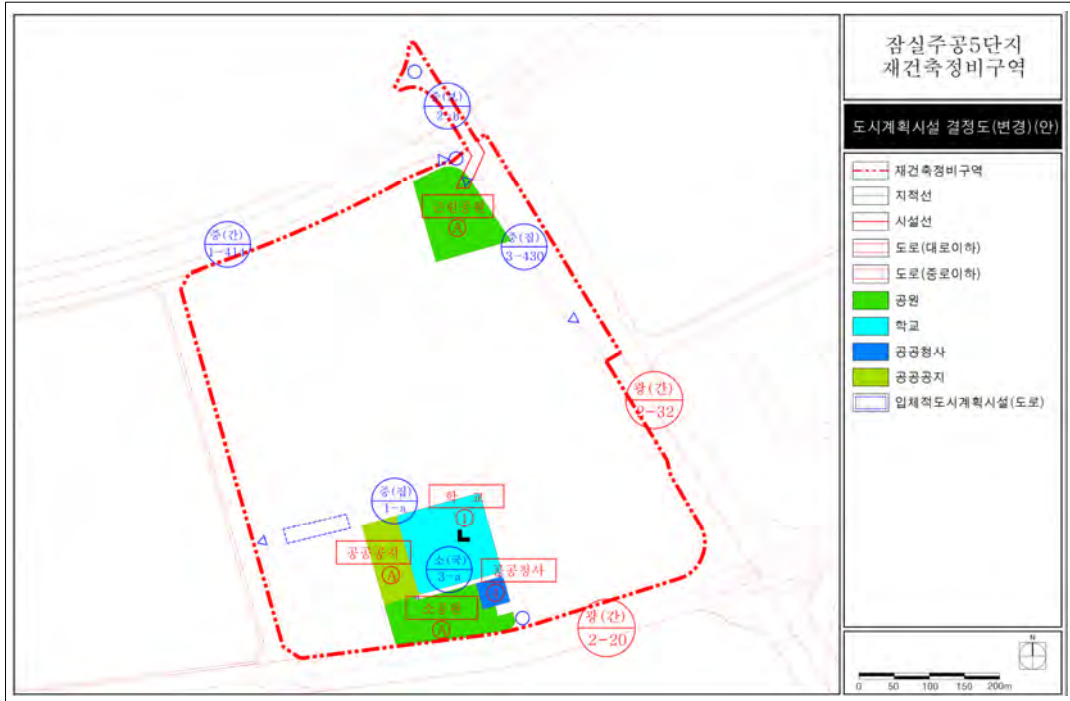 잠실주공5단지
재건축정비구역
도시계획시설 결정도(변경)(안)
재건축정비구역
지적선
시설선
도로(대로이하)
도로(중로이하)
공원
학교
공공청사
공공공지
입체적도시계획시설(도로)
N
0 50 100 150 200m
2-b
근린공원
A
중(간)
1-414
중(집)
3-430
광(간)
2-32
중(집)
1-a
학 교
1
공공공지
A
소(국)
3-a
공공청사
소공원
A
광(간)
2-20